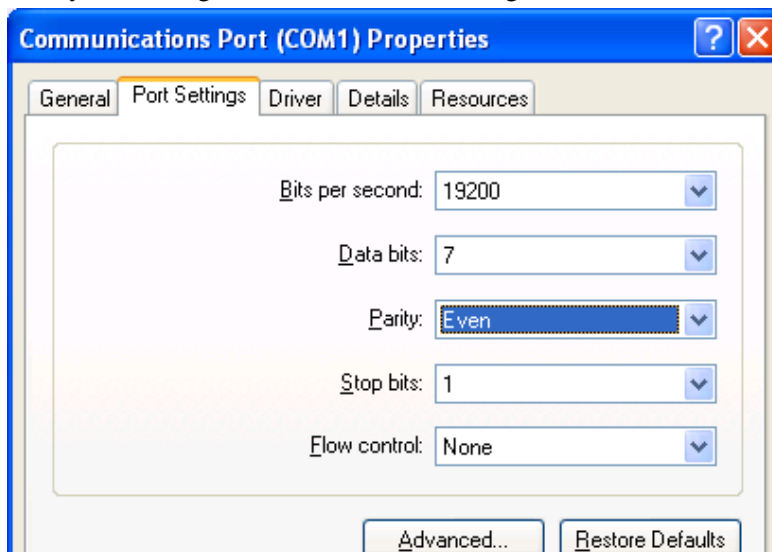 Communications Port (COM1) Properties
General Port Settings Driver Details Resources
Bits per second: 19200
Data bits: 7
Parity: Even
Stop bits: 1
Flow control: None
Advanced... Restore Defaults